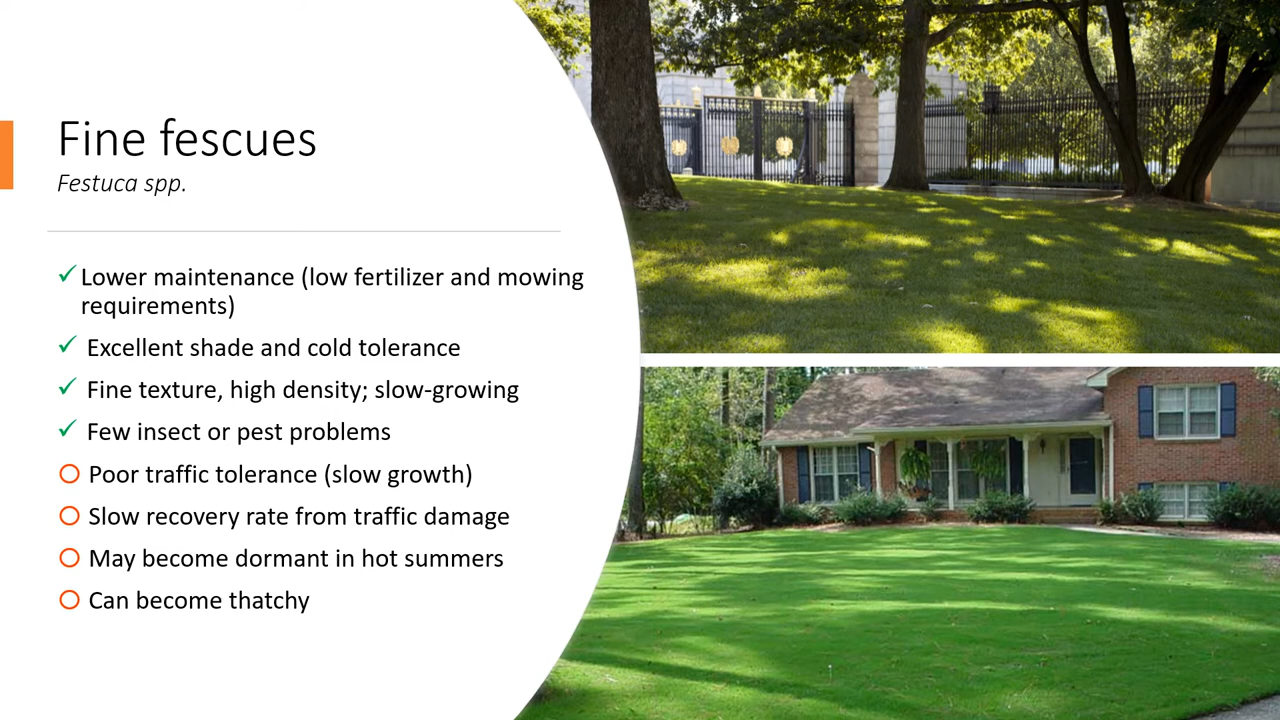 Fine fescues
Festuca spp.
Lower maintenance (low fertilizer and mowing
requirements)
Excellent shade and cold tolerance
Fine texture, high density; slow-growing
Few insect or pest problems
Poor traffic tolerance (slow growth)
Slow recovery rate from traffic damage
May become dormant in hot summers
Can become thatchy